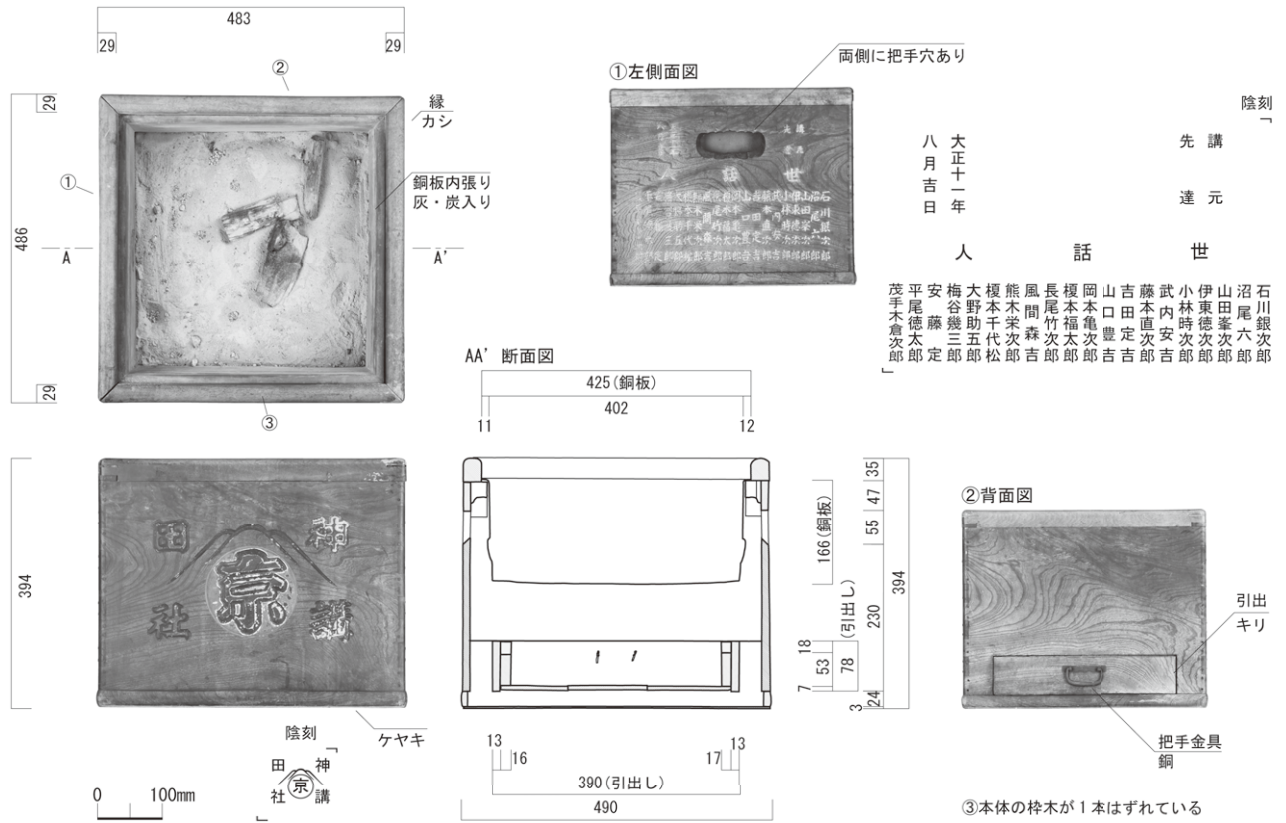 483
29
29
②
29
縁
カシ
①
銅板内張り
灰・炭入り
486
A
A'
29
③
①左側面図
両側に把手穴あり
世話人
石川銀次郎
陰刻
「
講元
先達
大正十一年
八月吉日
世話人
石川銀次郎
沼尾六郎
山田峯次郎
伊東徳次郎
小林時次郎
武内安吉
藤本直次郎
吉田定吉
山口豊吉
岡本亀次郎
榎本福太郎
長尾竹次郎
風間森吉
熊木栄次郎
榎本千代松
大野助五郎
梅谷幾三郎
安藤定
平尾徳太郎
茂手木倉次郎
」
AA' 断面図
425(銅板)
402
11
12
35
47
55
166(銅板)
394
230
(引出し)
18
53
78
7
24
3
13
13
16
17
390(引出し)
490
394
神田
京
講社
ケヤキ
陰刻
「
神田
京
講社
」
0 100mm
②背面図
引出
キリ
把手金具
銅
③本体の枠木が1本はずれている